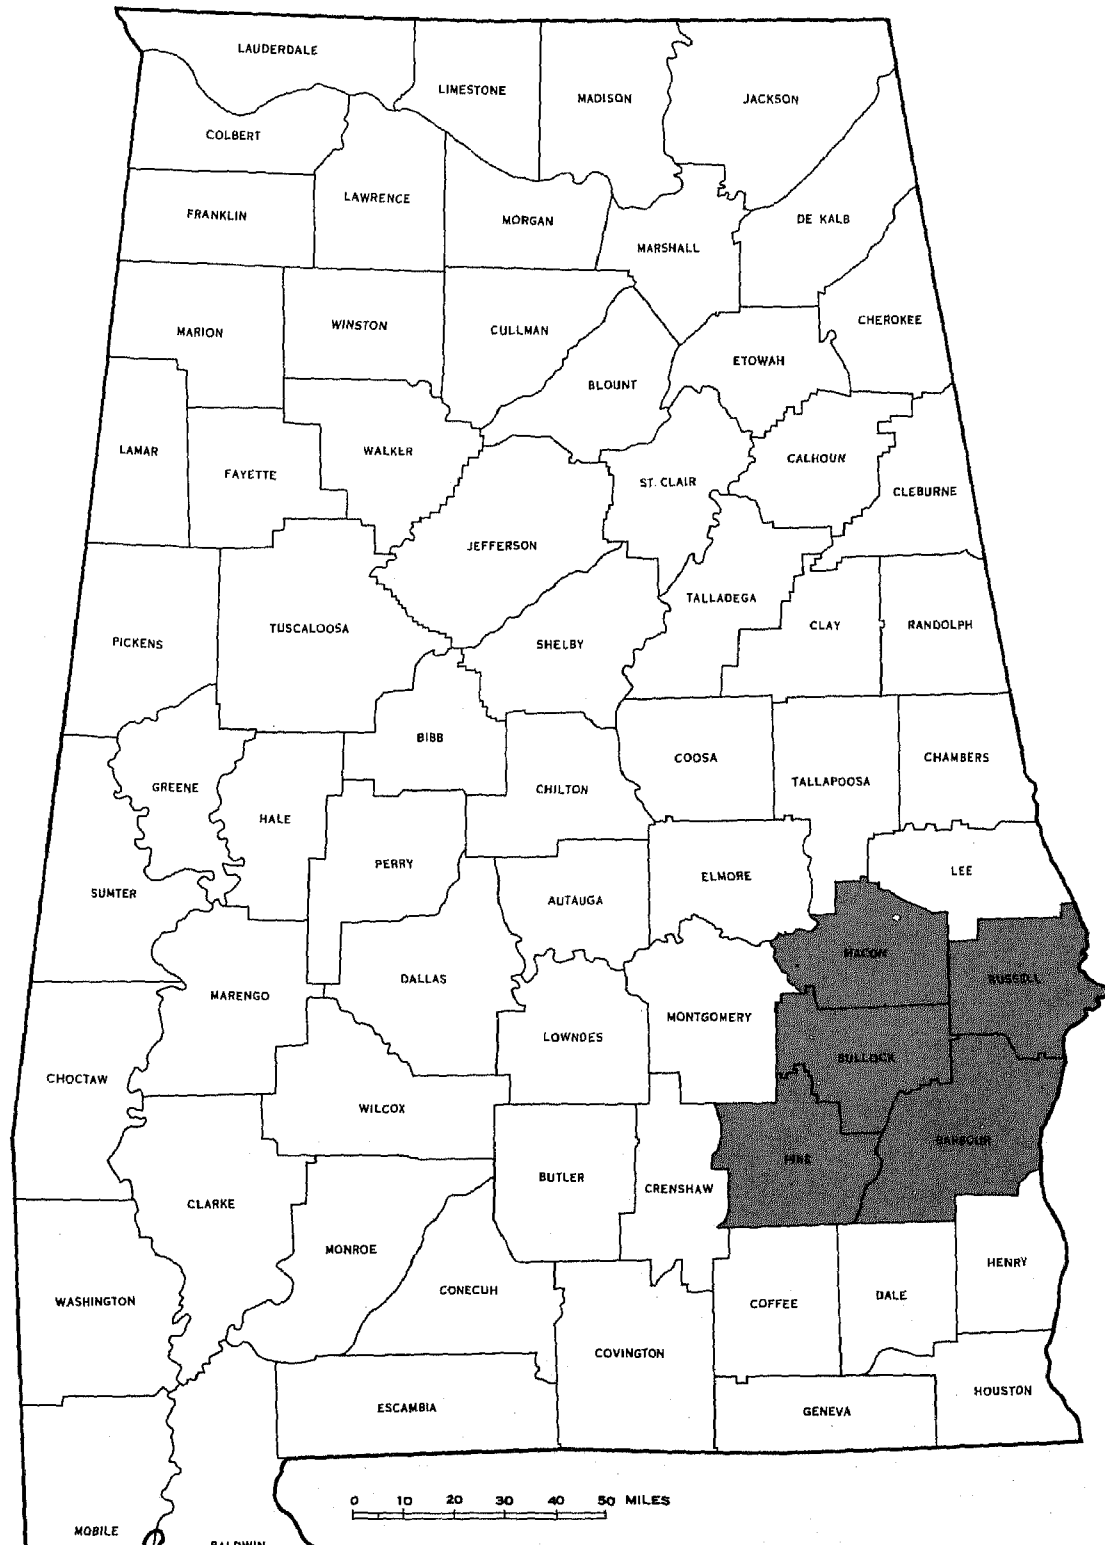 LAUDERDALE
LIMESTONE
MADISON
JACKSON
COLBERT
LAWRENCE
FRANKLIN
MORGAN
DE KALB
MARSHALL
MARION
WINSTON
CULLMAN
CHEROKEE
ETOWAH
BLOUNT
LAMAR
WALKER
FAYETTE
CALHOUN
ST. CLAIR
CLEBURNE
JEFFERSON
TALLADEGA
TUSCALOOSA
CLAY
RANDOLPH
PICKENS
SHELBY
BIBB
COOSA
CHAMBERS
TALLAPOOSA
GREENE
CHILTON
HALE
PERRY
ELMORE
LEE
SUMTER
AUTAUGA
MACON
DALLAS
RUSSELL
MARENGO
MONTGOMERY
LOWNDES
BULLOCK
CHOCTAW
WILCOX
BARBOUR
PIKE
BUTLER
CRENSHAW
CLARKE
MONROE
HENRY
CONECUH
WASHINGTON
COFFEE
DALE
COVINGTON
HOUSTON
ESCAMBIA
GENEVA
0 10 20 30 40 50 MILES
MOBILE
BALDWIN